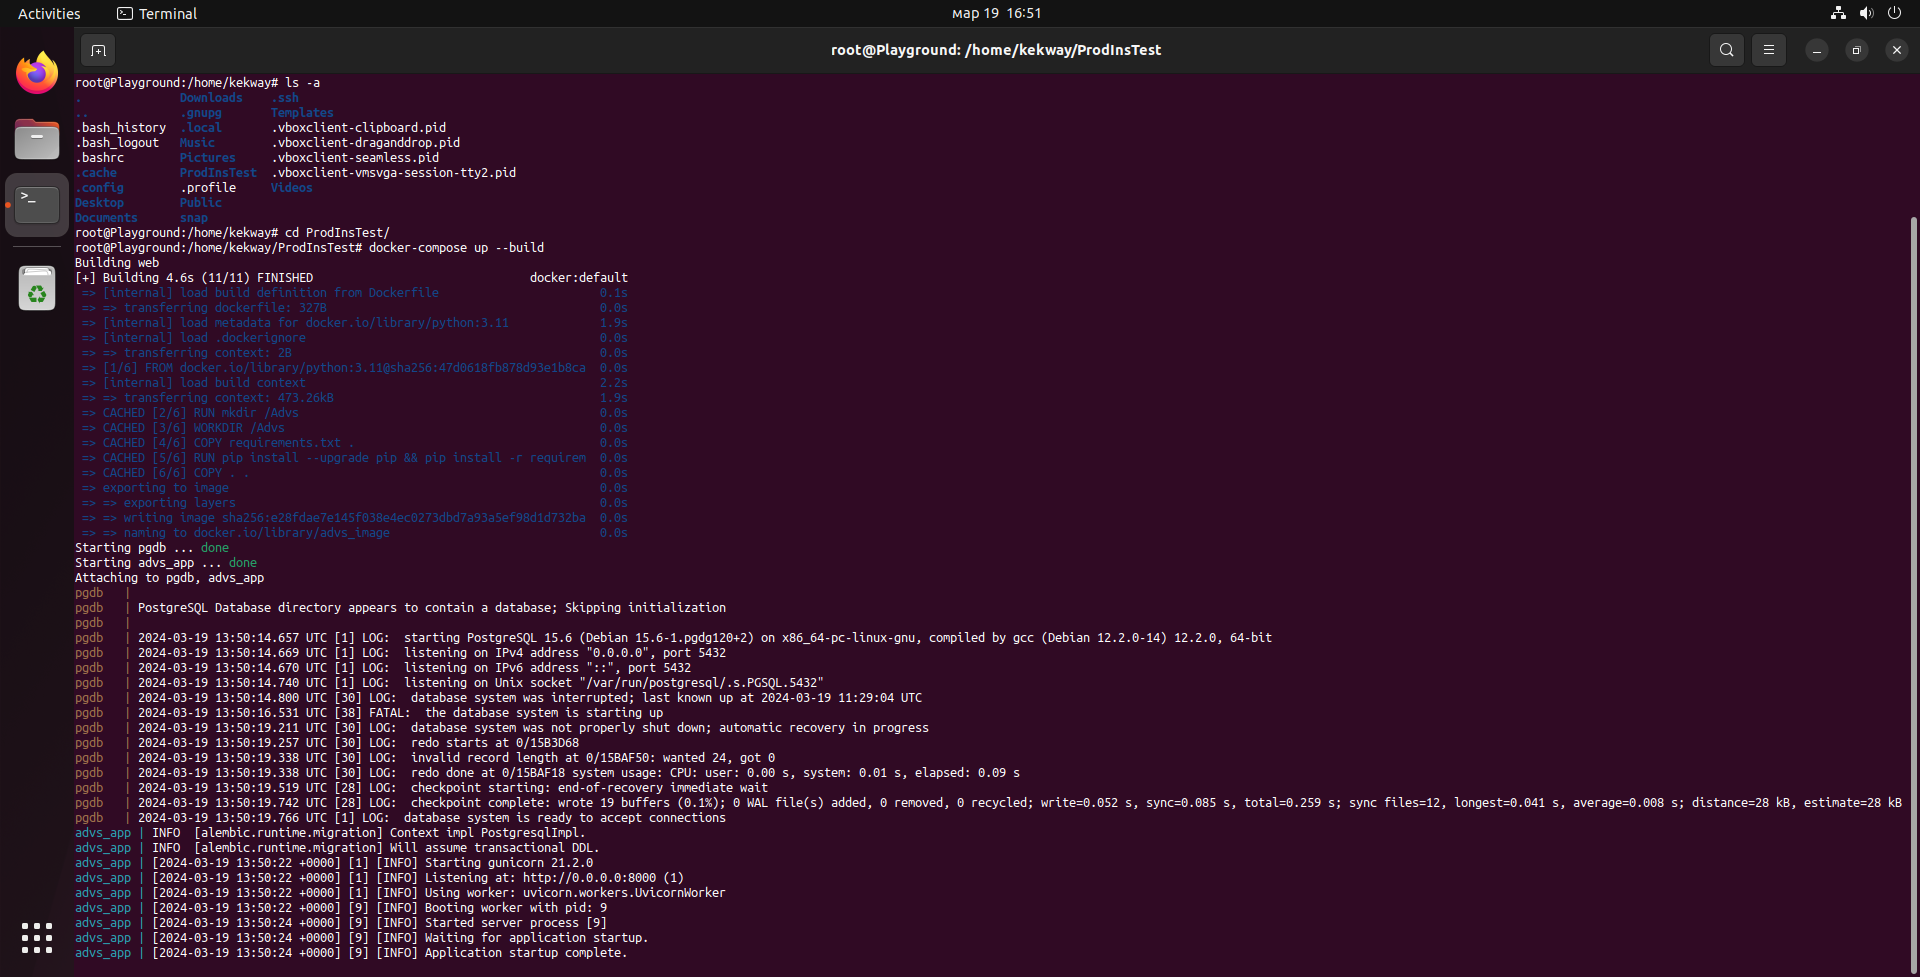 Activities Terminal мар 19 16:51
root@Playground: /home/kekway/ProdInsTest
root@Playground:/home/kekway# ls -a
. Downloads .ssh
.. .gnupg Templates
.bash_history .local .vboxclient-clipboard.pid
.bash_logout Music .vboxclient-draganddrop.pid
.bashrc Pictures .vboxclient-seamless.pid
.cache ProdInsTest .vboxclient-vmsvga-session-tty2.pid
.config .profile Videos
Desktop Public
Documents snap
root@Playground:/home/kekway# cd ProdInsTest/
root@Playground:/home/kekway/ProdInsTest# docker-compose up --build
Building web
[+] Building 4.6s (11/11) FINISHED docker:default
=> [internal] load build definition from Dockerfile 0.1s
=> => transferring dockerfile: 327B 0.0s
=> [internal] load metadata for docker.io/library/python:3.11 1.9s
=> [internal] load .dockerignore 0.0s
=> => transferring context: 2B 0.0s
=> [1/6] FROM docker.io/library/python:3.11@sha256:47d0618fb878d93e1b8ca 0.0s
=> [internal] load build context 2.2s
=> => transferring context: 473.26kB 1.9s
=> CACHED [2/6] RUN mkdir /Advs 0.0s
=> CACHED [3/6] WORKDIR /Advs 0.0s
=> CACHED [4/6] COPY requirements.txt . 0.0s
=> CACHED [5/6] RUN pip install --upgrade pip && pip install -r requirem 0.0s
=> CACHED [6/6] COPY . . 0.0s
=> exporting to image 0.0s
=> => exporting layers 0.0s
=> => writing image sha256:e28fdae7e145f038e4ec0273dbd7a93a5ef98d1d732ba 0.0s
=> => naming to docker.io/library/advs_image 0.0s
Starting pgdb ... done
Starting advs_app ... done
Attaching to pgdb, advs_app
pgdb |
pgdb | PostgreSQL Database directory appears to contain a database; Skipping initialization
pgdb |
pgdb | 2024-03-19 13:50:14.657 UTC [1] LOG: starting PostgreSQL 15.6 (Debian 15.6-1.pgdg120+2) on x86_64-pc-linux-gnu, compiled by gcc (Debian 12.2.0-14) 12.2.0, 64-bit
pgdb | 2024-03-19 13:50:14.669 UTC [1] LOG: listening on IPv4 address "0.0.0.0", port 5432
pgdb | 2024-03-19 13:50:14.670 UTC [1] LOG: listening on IPv6 address "::", port 5432
pgdb | 2024-03-19 13:50:14.740 UTC [1] LOG: listening on Unix socket "/var/run/postgresql/.s.PGSQL.5432"
pgdb | 2024-03-19 13:50:14.800 UTC [30] LOG: database system was interrupted; last known up at 2024-03-19 11:29:04 UTC
pgdb | 2024-03-19 13:50:16.531 UTC [38] FATAL: the database system is starting up
pgdb | 2024-03-19 13:50:19.211 UTC [30] LOG: database system was not properly shut down; automatic recovery in progress
pgdb | 2024-03-19 13:50:19.257 UTC [30] LOG: redo starts at 0/15B3D68
pgdb | 2024-03-19 13:50:19.338 UTC [30] LOG: invalid record length at 0/15BAF50: wanted 24, got 0
pgdb | 2024-03-19 13:50:19.338 UTC [30] LOG: redo done at 0/15BAF18 system usage: CPU: user: 0.00 s, system: 0.01 s, elapsed: 0.09 s
pgdb | 2024-03-19 13:50:19.519 UTC [28] LOG: checkpoint starting: end-of-recovery immediate wait
pgdb | 2024-03-19 13:50:19.742 UTC [28] LOG: checkpoint complete: wrote 19 buffers (0.1%); 0 WAL file(s) added, 0 removed, 0 recycled; write=0.052 s, sync=0.085 s, total=0.259 s; sync files=12, longest=0.041 s, average=0.008 s; distance=28 kB, estimate=28 kB
pgdb | 2024-03-19 13:50:19.766 UTC [1] LOG: database system is ready to accept connections
advs_app | INFO [alembic.runtime.migration] Context impl PostgresqlImpl.
advs_app | INFO [alembic.runtime.migration] Will assume transactional DDL.
advs_app | [2024-03-19 13:50:22 +0000] [1] [INFO] Starting gunicorn 21.2.0
advs_app | [2024-03-19 13:50:22 +0000] [1] [INFO] Listening at: http://0.0.0.0:8000 (1)
advs_app | [2024-03-19 13:50:22 +0000] [1] [INFO] Using worker: uvicorn.workers.UvicornWorker
advs_app | [2024-03-19 13:50:22 +0000] [9] [INFO] Booting worker with pid: 9
advs_app | [2024-03-19 13:50:24 +0000] [9] [INFO] Started server process [9]
advs_app | [2024-03-19 13:50:24 +0000] [9] [INFO] Waiting for application startup.
advs_app | [2024-03-19 13:50:24 +0000] [9] [INFO] Application startup complete.